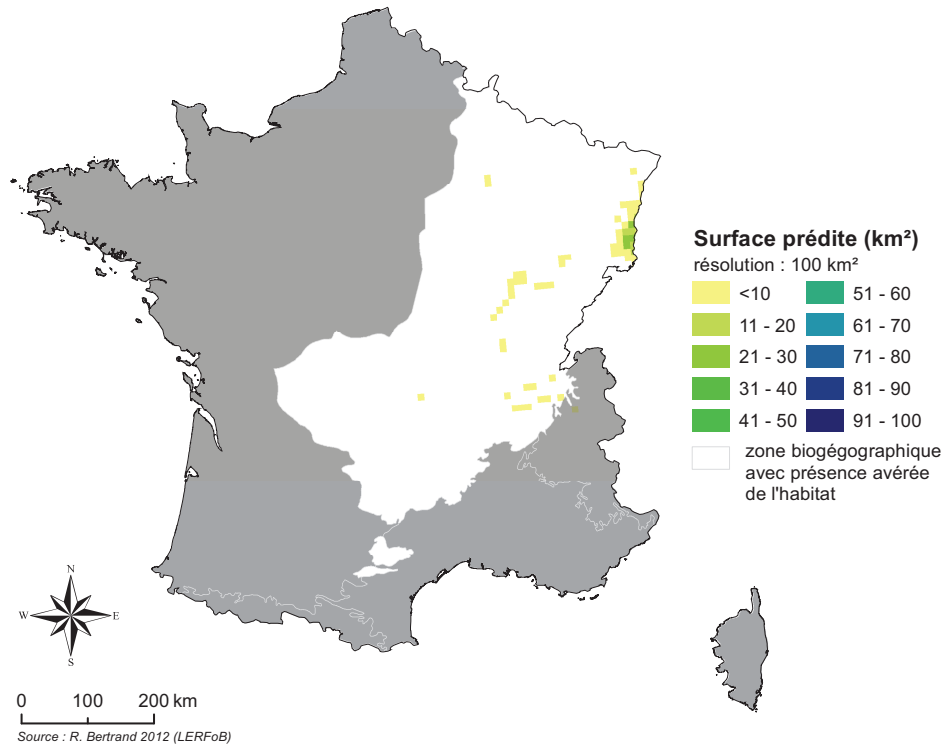 Surface prédite (km²)
résolution : 100 km²
<10
11 - 20
21 - 30
31 - 40
41 - 50
51 - 60
61 - 70
71 - 80
81 - 90
91 - 100
zone biogégographique
avec présence avérée
de l'habitat
N
W
E
S
0 100 200 km
Source : R. Bertrand 2012 (LERFoB)